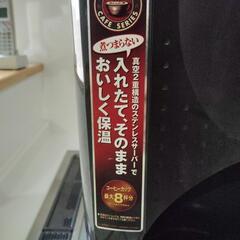 CAFE SERIES
煮つまらない
真空2重構造のステンレスサーバーで
入れたて、そのまま
おいしく保温
コーヒーカップ
最大8杯分